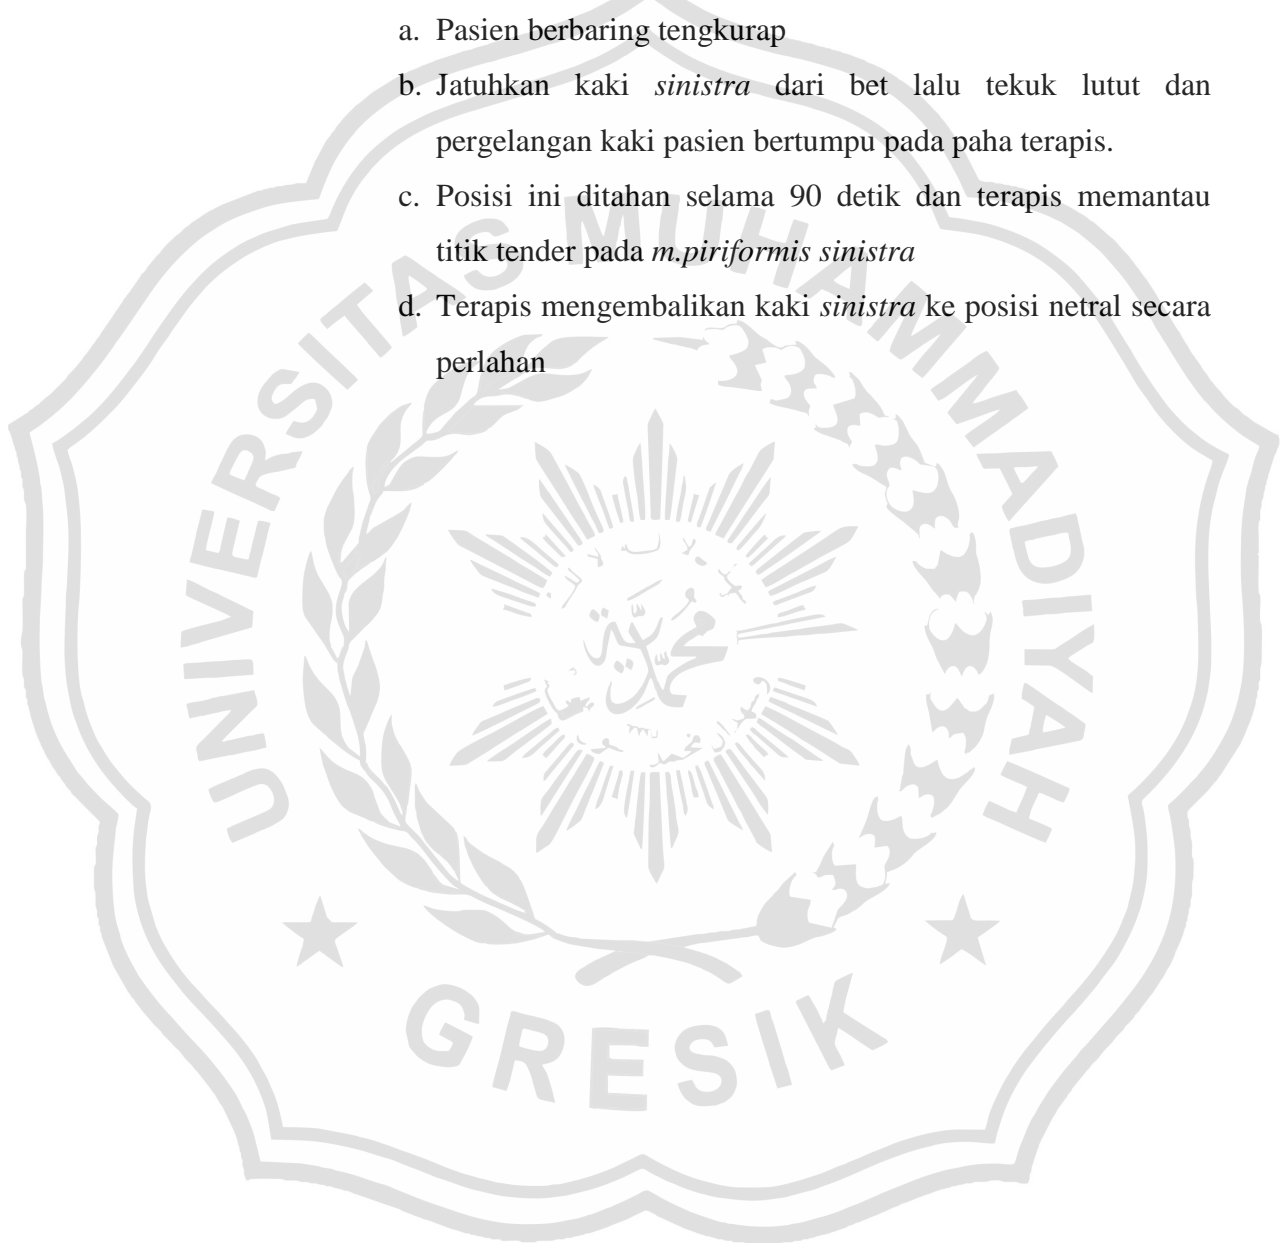 a. Pasien berbaring tengkurap
b. Jatuhkan kaki sinistra dari bet lalu tekuk lutut dan
pergelangan kaki pasien bertumpu pada paha terapis.
c. Posisi ini ditahan selama 90 detik dan terapis memantau
titik tender pada m.piriformis sinistra
d. Terapis mengembalikan kaki sinistra ke posisi netral secara
perlahan
UNIVERSITAS MUHAMMADIYAH
محمدية
GRESIK